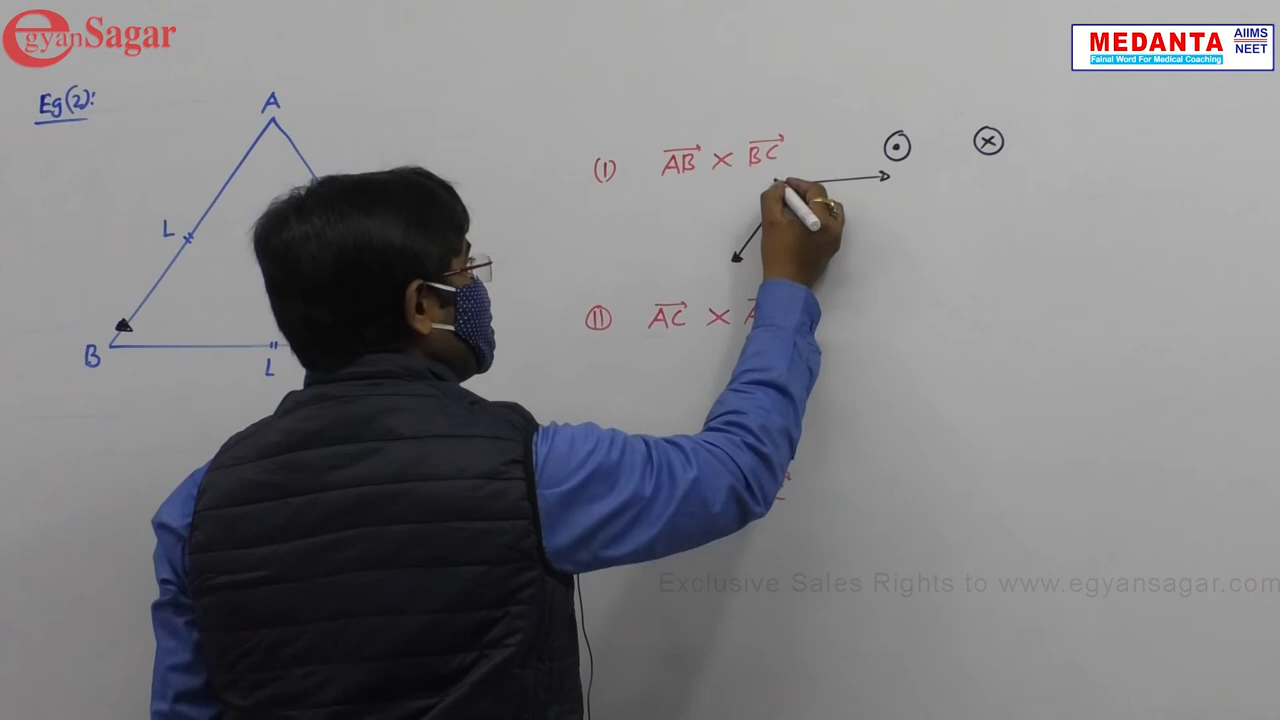 egyanSagar
MEDANTA AIIMS NEET
Fainal Word For Medical Coaching
Eg(2):
A
(I) AB × BC
L
(II) AC × A
B
L
Exclusive Sales Rights to www.egyansagar.com